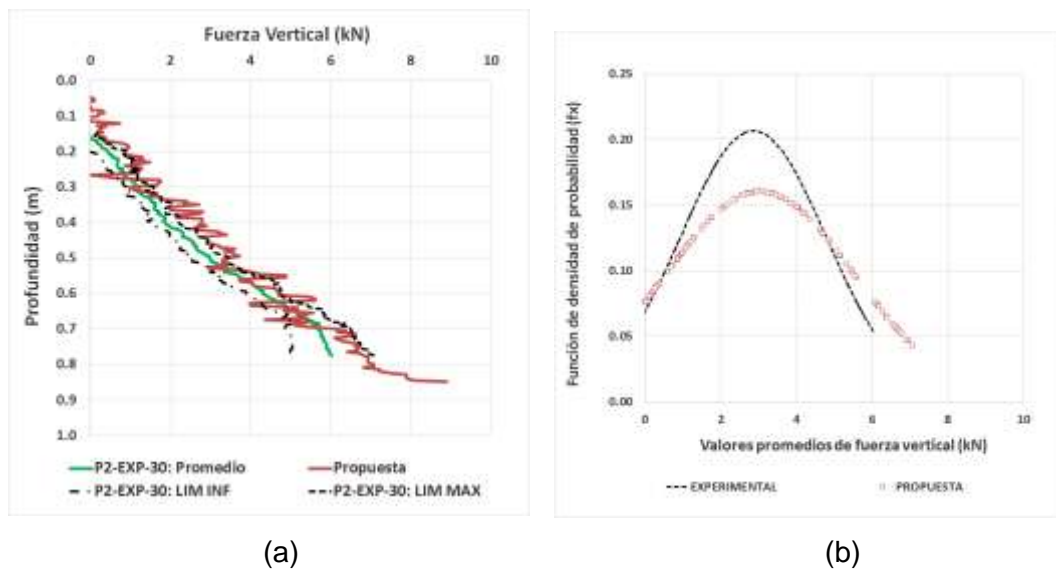 Fuerza Vertical (kN)
0 2 4 6 8 10
0.0
0.1
0.2
0.3
0.4
0.5
0.6
0.7
0.8
0.9
1.0
Profundidad (m)
P2-EXP-30: Promedio
Propuesta
P2-EXP-30: LIM INF
P2-EXP-30: LIM MAX
(a)
0.25
0.20
0.15
0.10
0.05
0.00
Función de densidad de probabilidad (fx)
0 2 4 6 8 10
Valores promedios de fuerza vertical (kN)
EXPERIMENTAL
PROPUESTA
(b)